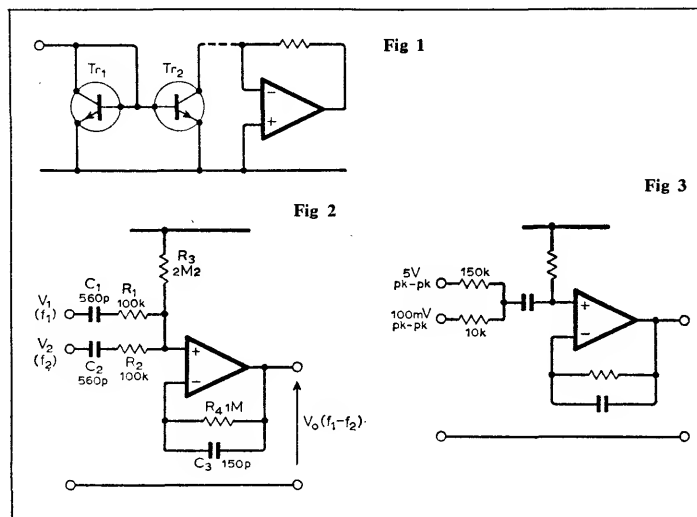 Fig 1
Tr1
Tr2
Fig 2
R3
2M2
C1
560p
R1
100k
V1
(f1)
V2
(f2)
C2
560p
R2
100k
+
−
R4 1M
C3
150p
Vo(f1-f2)
Fig 3
5V
pk-pk
150k
100mV
pk-pk
10k
+
−
−
+